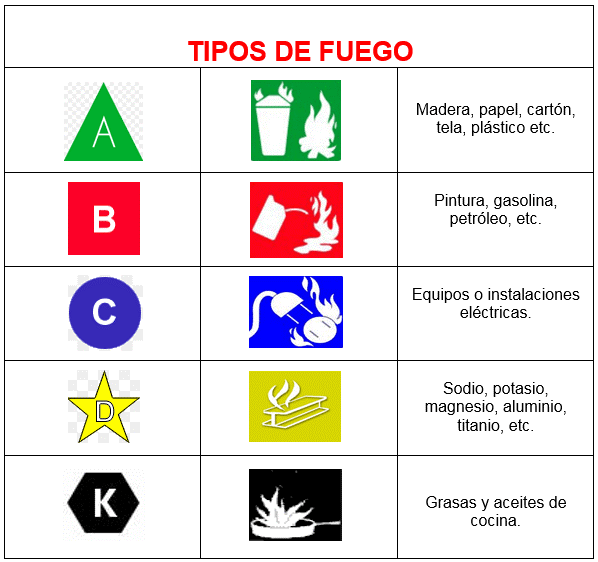 TIPOS DE FUEGO
A
Madera, papel, cartón,
tela, plástico etc.
B
Pintura, gasolina,
petróleo, etc.
C
Equipos o instalaciones
eléctricas.
D
Sodio, potasio,
magnesio, aluminio,
titanio, etc.
K
Grasas y aceites de
cocina.